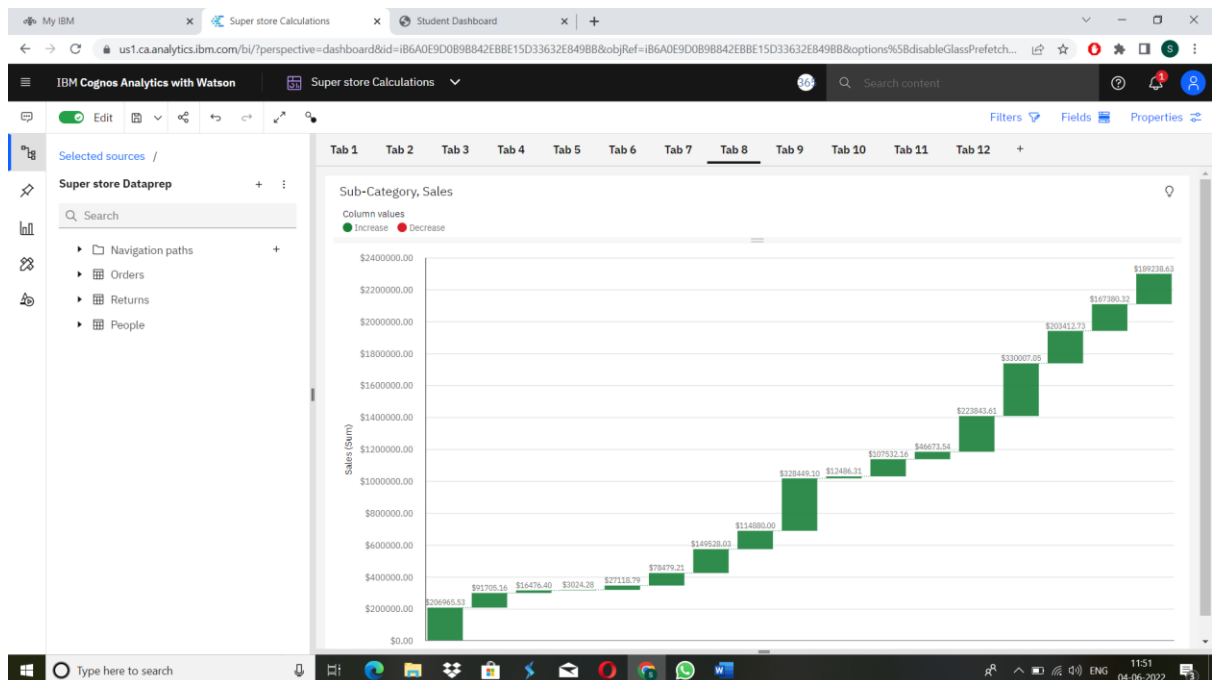 My IBM
Super store Calculations
Student Dashboard
us1.ca.analytics.ibm.com/bi/?perspective=dashboard&id=iB6A0E9D0B9B842EBBE15D33632E849BB&objRef=iB6A0E9D0B9B842EBBE15D33632E849BB&options%5BdisableGlassPrefetch...
IBM Cognos Analytics with Watson
Super store Calculations
365
Search content
1
Edit
Filters
Fields
Properties
Selected sources /
Tab 1 Tab 2 Tab 3 Tab 4 Tab 5 Tab 6 Tab 7 Tab 8 Tab 9 Tab 10 Tab 11 Tab 12 +
Super store Dataprep
Search
Navigation paths
Orders
Returns
People
Sub-Category, Sales
Column values
Increase Decrease
Sales (Sum)
$2400000.00
$2200000.00
$2000000.00
$1800000.00
$1600000.00
$1400000.00
$1200000.00
$1000000.00
$800000.00
$600000.00
$400000.00
$200000.00
$0.00
$206965.53
$91705.16
$16476.40
$3024.28
$27118.79
$78479.21
$149528.03
$114880.00
$328449.10
$12486.31
$107532.16
$46673.54
$223843.61
$330007.05
$203412.73
$167380.32
$189238.63
Type here to search
ENG
11:51
04-06-2022